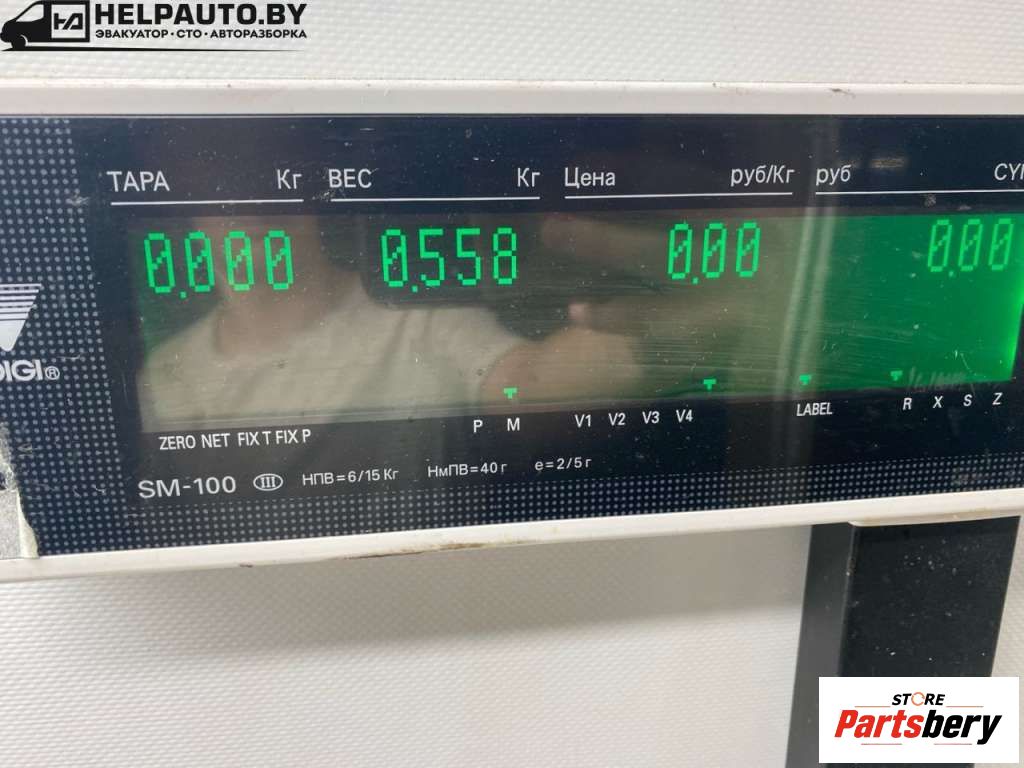 HELPAUTO.BY
ЭВАКУАТОР•СТО•АВТОРАЗБОРКА
ТАРА Кг ВЕС Кг Цена руб/Кг руб
0.000 0.558 0.00 0.00
DIGI®
P M V1 V2 V3 V4 LABEL R X S Z
ZERO NET FIX T FIX P
SM-100 III НПВ=6/15 Кг НмПВ=40 г e=2/5 г
STORE
Partsbery